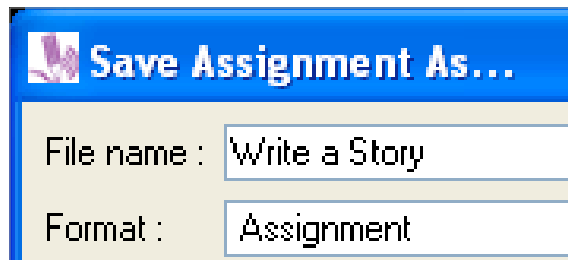 Save Assignment As...
File name : Write a Story
Format : Assignment